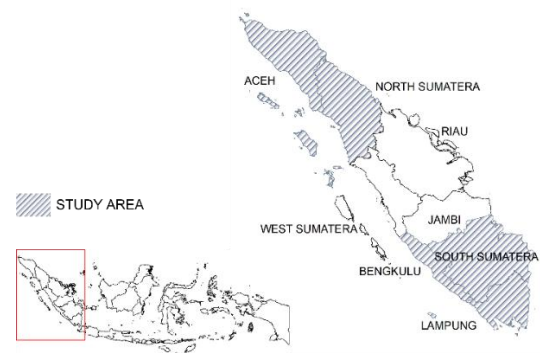 ACEH
NORTH SUMATERA
RIAU
STUDY AREA
WEST SUMATERA
JAMBI
SOUTH SUMATERA
BENGKULU
LAMPUNG